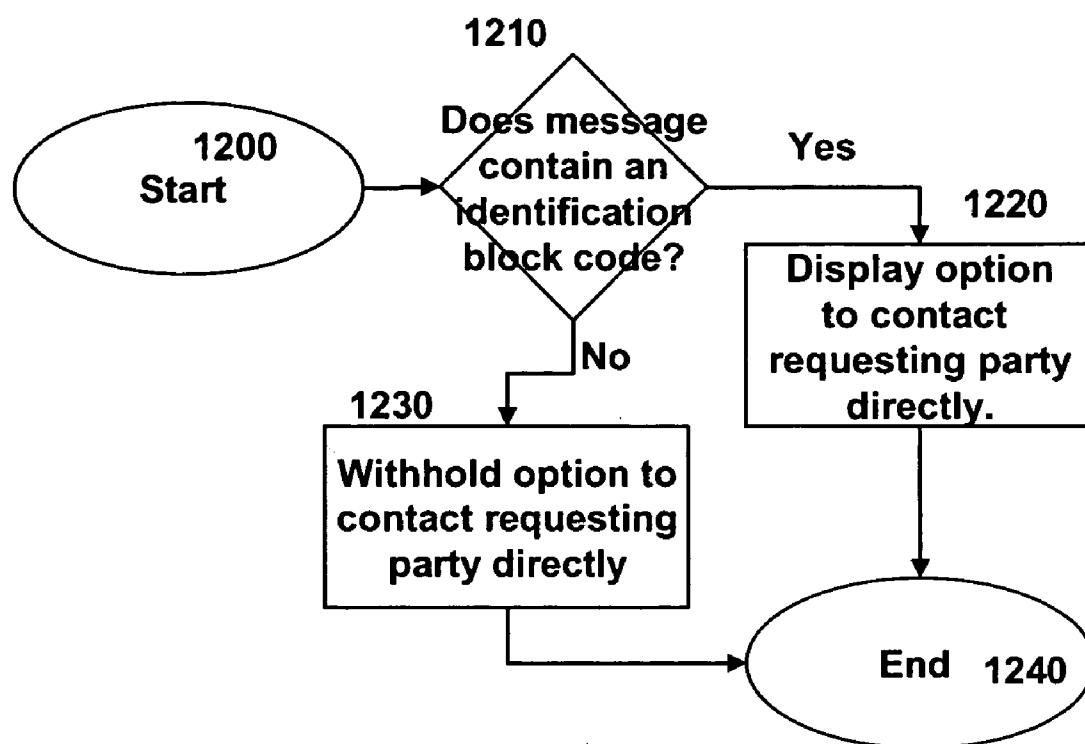 1200
Start
1210
Does message
contain an
identification
block code?
Yes
1220
Display option
to contact
requesting party
directly.
No
1230
Withhold option to
contact requesting
party directly
End
1240